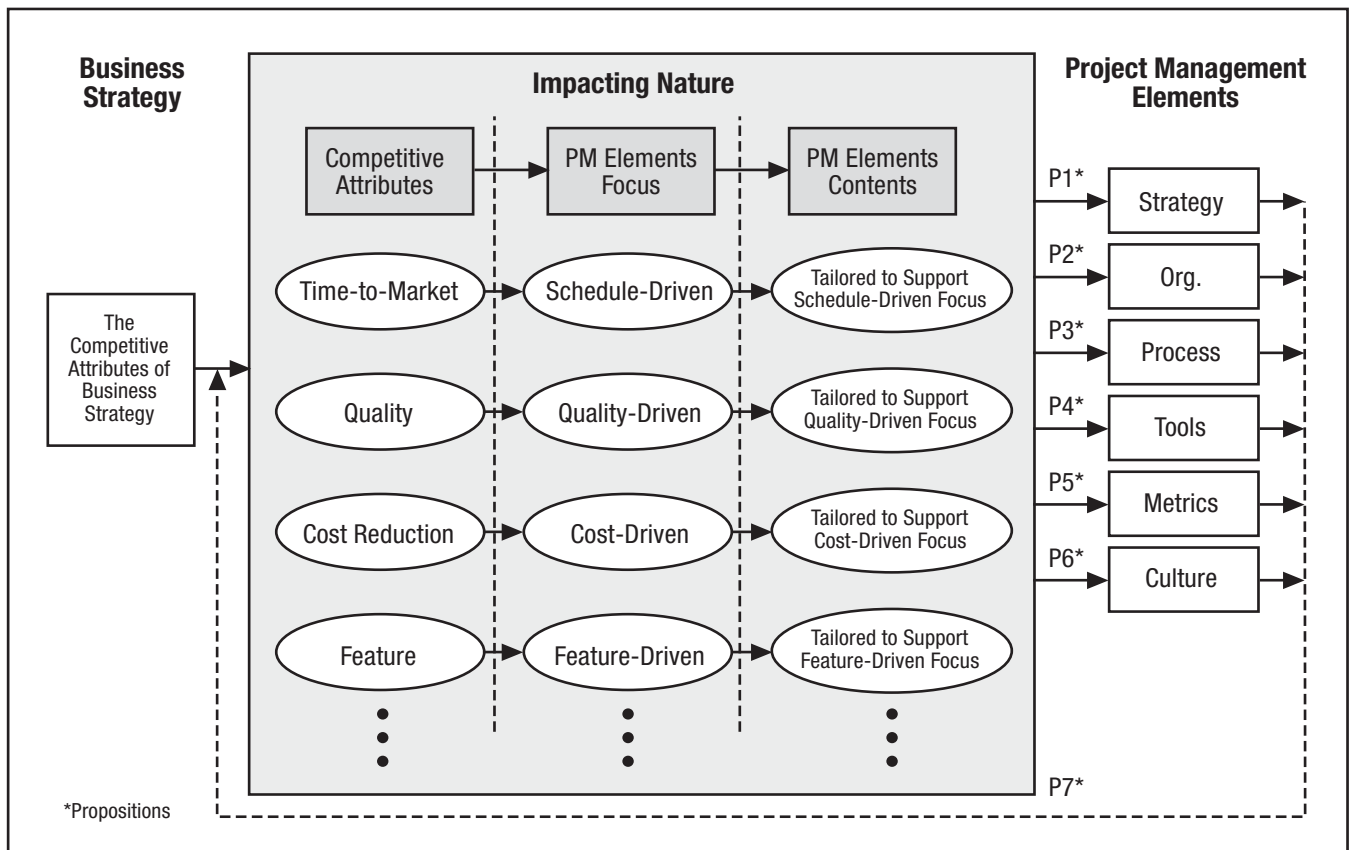 Business
Strategy
Impacting Nature
Project Management
Elements
Competitive
Attributes
PM Elements
Focus
PM Elements
Contents
P1*
Strategy
Time-to-Market
Schedule-Driven
Tailored to Support
Schedule-Driven Focus
P2*
Org.
The
Competitive
Attributes of
Business
Strategy
P3*
Process
Quality
Quality-Driven
Tailored to Support
Quality-Driven Focus
P4*
Tools
Cost Reduction
Cost-Driven
Tailored to Support
Cost-Driven Focus
P5*
Metrics
P6*
Culture
Feature
Feature-Driven
Tailored to Support
Feature-Driven Focus
P7*
*Propositions